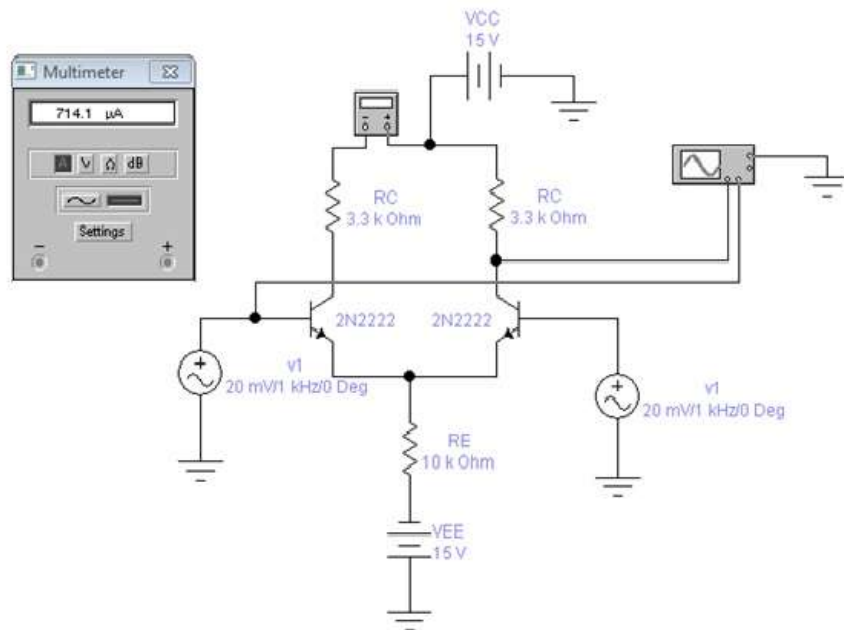 VCC
15 V
Multimeter
714.1 µA
A V Ω dB
Settings
− +
− +
RC
3.3 k Ohm
RC
3.3 k Ohm
2N2222
2N2222
+
v1
20 mV/1 kHz/0 Deg
+
v1
20 mV/1 kHz/0 Deg
RE
10 k Ohm
VEE
15 V